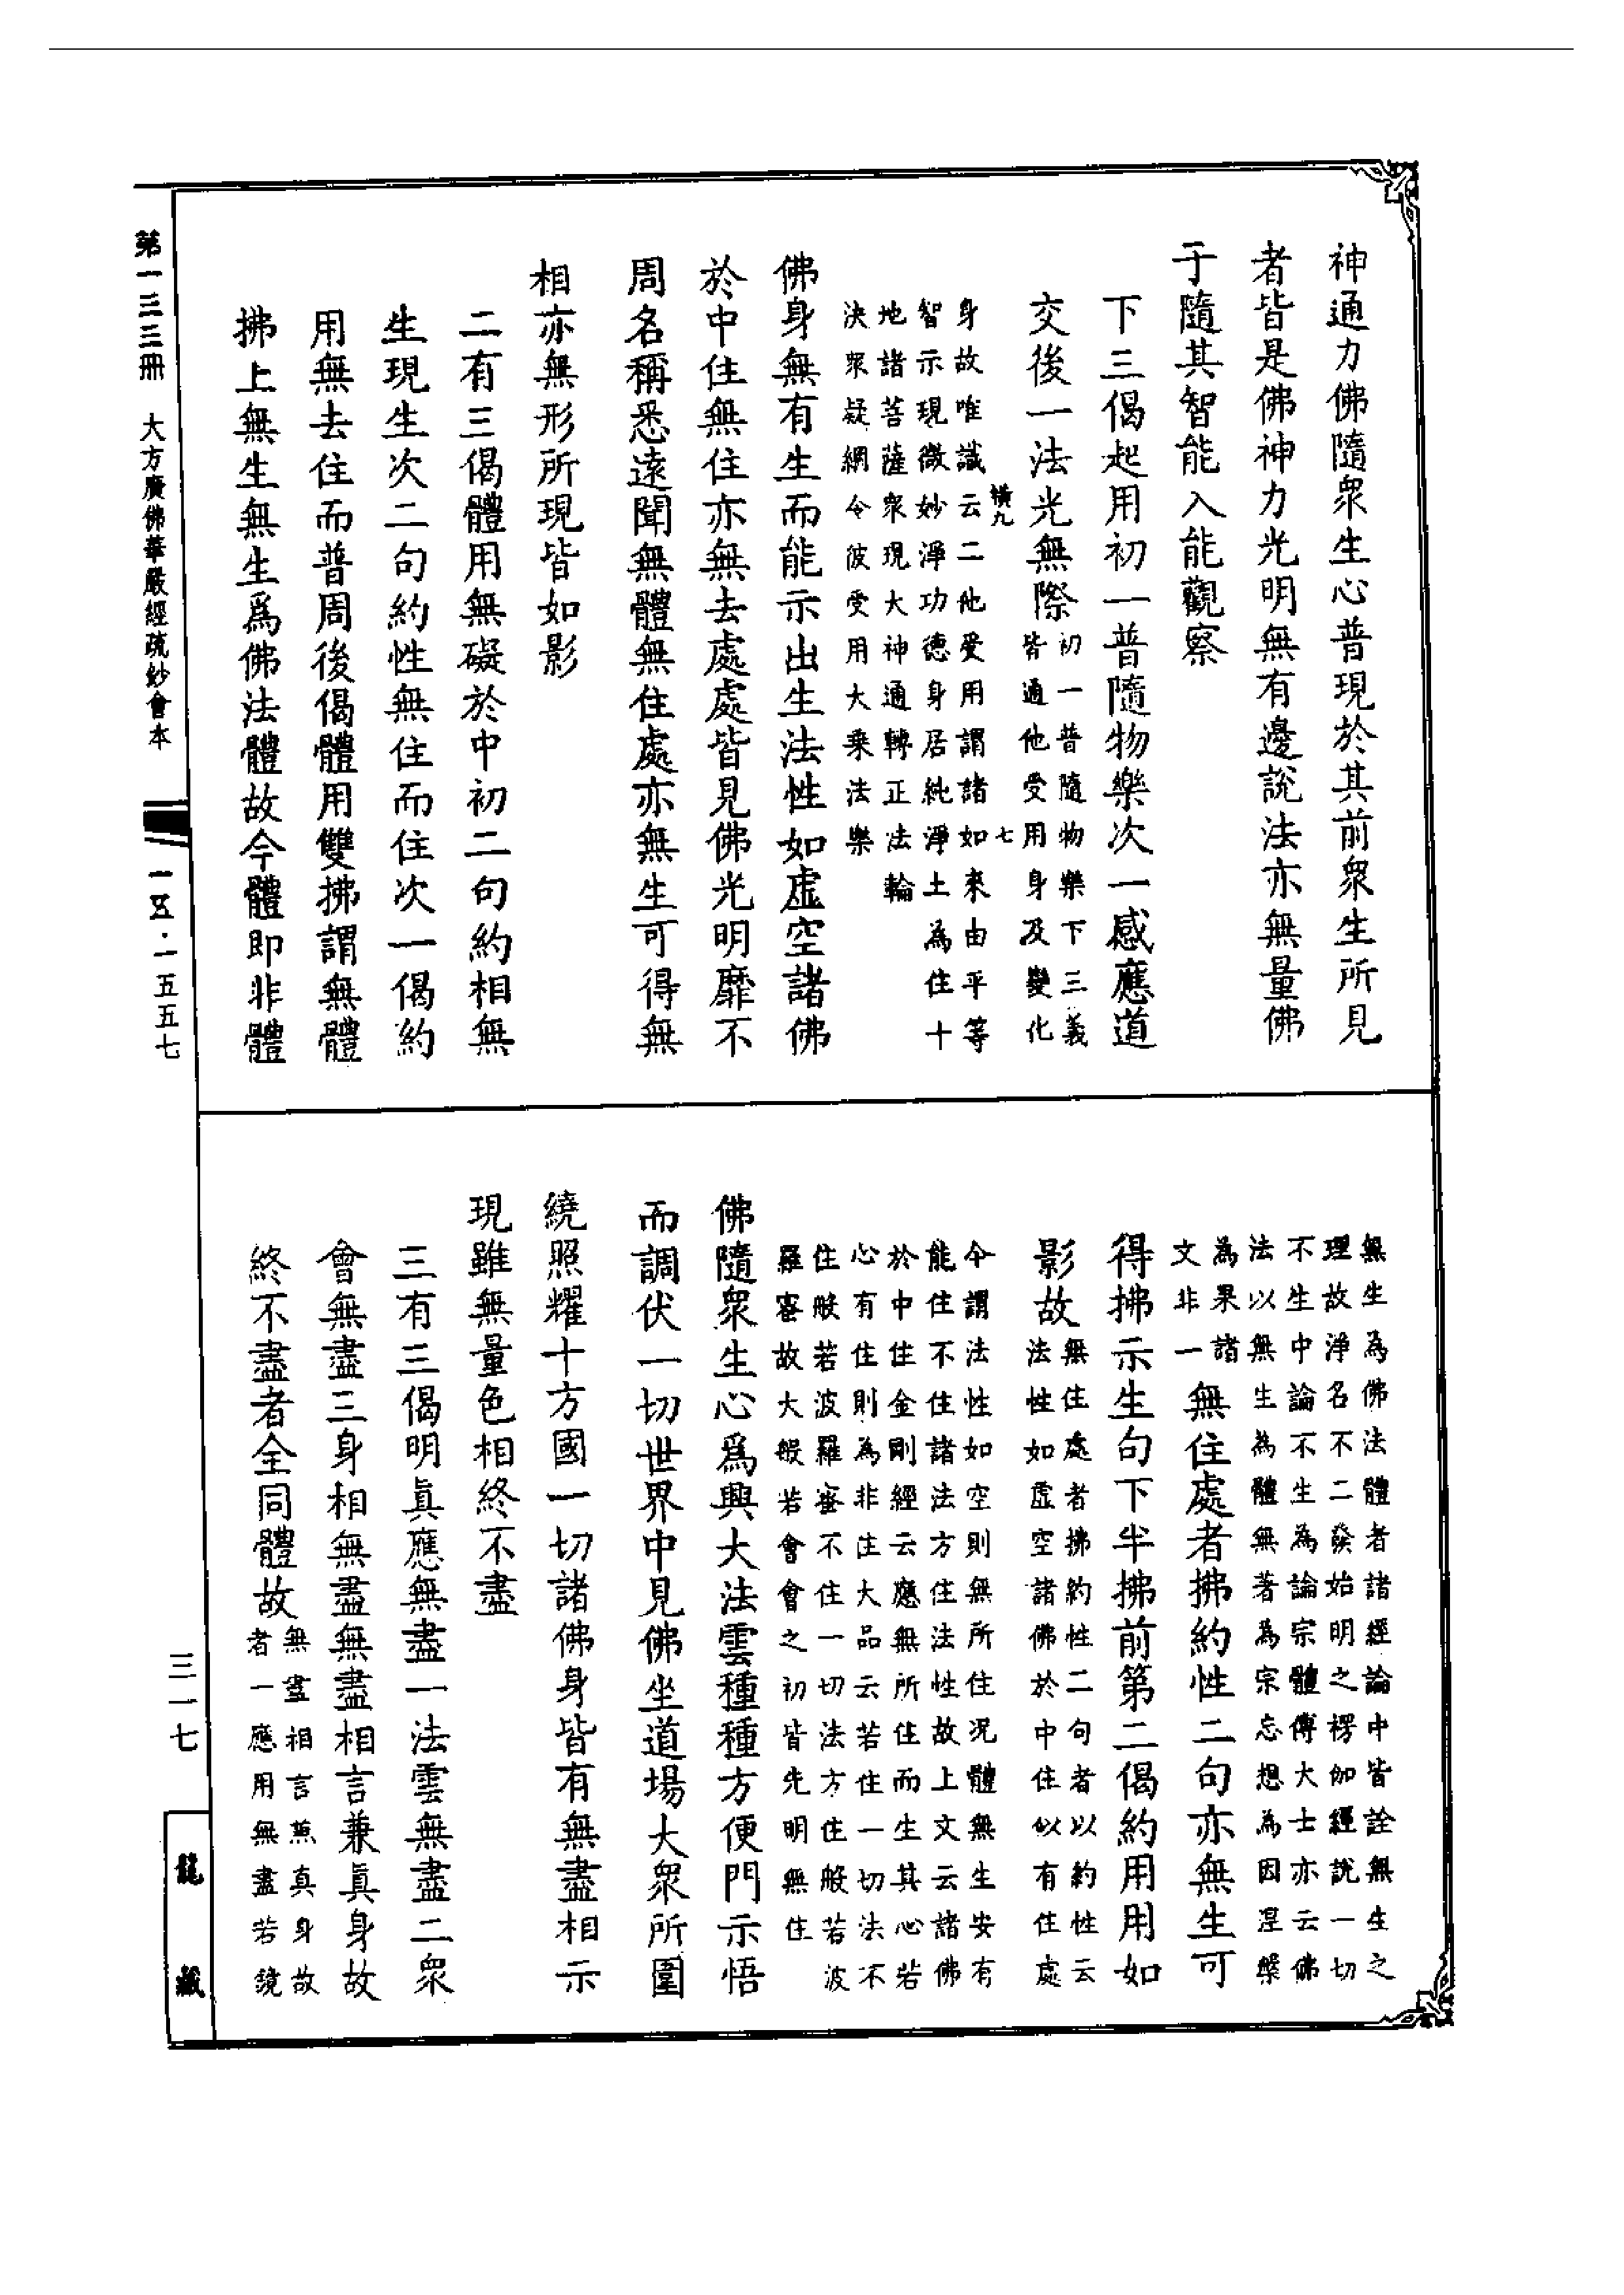 神通力佛隨衆生心普現於其前衆生所見
者皆是佛神力光明無有邊説法亦無量佛
于隨其智能入能觀察
下三偈起用初一普隨物樂次一感應道
交後一法光無際初一普隨物樂下三義
皆通他受用身及變化
橫九
七
身故唯識云二他受用謂諸如來由平等
智示現微妙淨功德身居純淨土為住十
地諸菩薩衆現大神通轉正法輪
決衆疑網令彼受用大乘法樂
佛身無有生而能示出生法性如虛空諸佛
於中住無住亦無去處處皆見佛光明靡不
周名稱悉遠聞無體無住處亦無生可得無
相亦無形所現皆如影
二有三偈體用無礙於中初二句約相無
生現生次二句約性無住而住次一偈約
用無去住而普周後偈體用雙拂謂無體
拂上無生無生爲佛法體故今體即非體
第一三三冊 大方廣佛華嚴經疏鈔會本 一五·一五五七
無生為佛法體者諸經論中皆詮無生之
理故淨名不二發始明之楞伽經說一切
不生中論不生為論宗體傳大士亦云佛
法以無生為體無著為宗忘想為因涅槃
為果諸
文非一
無住處者拂約性二句亦無生可
得拂示生句下半拂前第二偈約用用如
影故無住處者拂約性二句者以約性云
法性如虛空諸佛於中住似有住處
今謂法性如空則無所住況體無生安有
能住不住諸法方住法性故上文云諸佛
於中住金剛經云應無所住而生其心若
心有住則為非住大品云若住一切法不
住般若波羅蜜不住一切法方住般若波
羅蜜故大般若會會之初皆先明無住
佛隨衆生心爲興大法雲種種方便門示悟
而調伏一切世界中見佛坐道場大衆所圍
繞照耀十方國一切諸佛身皆有無盡相示
現雖無量色相終不盡
三有三偈明眞應無盡一法雲無盡二衆
會無盡三身相無盡無盡相言兼眞身故
終不盡者全同體故無盡相言兼真身故
者一應用無盡若鏡
三一七
龍藏